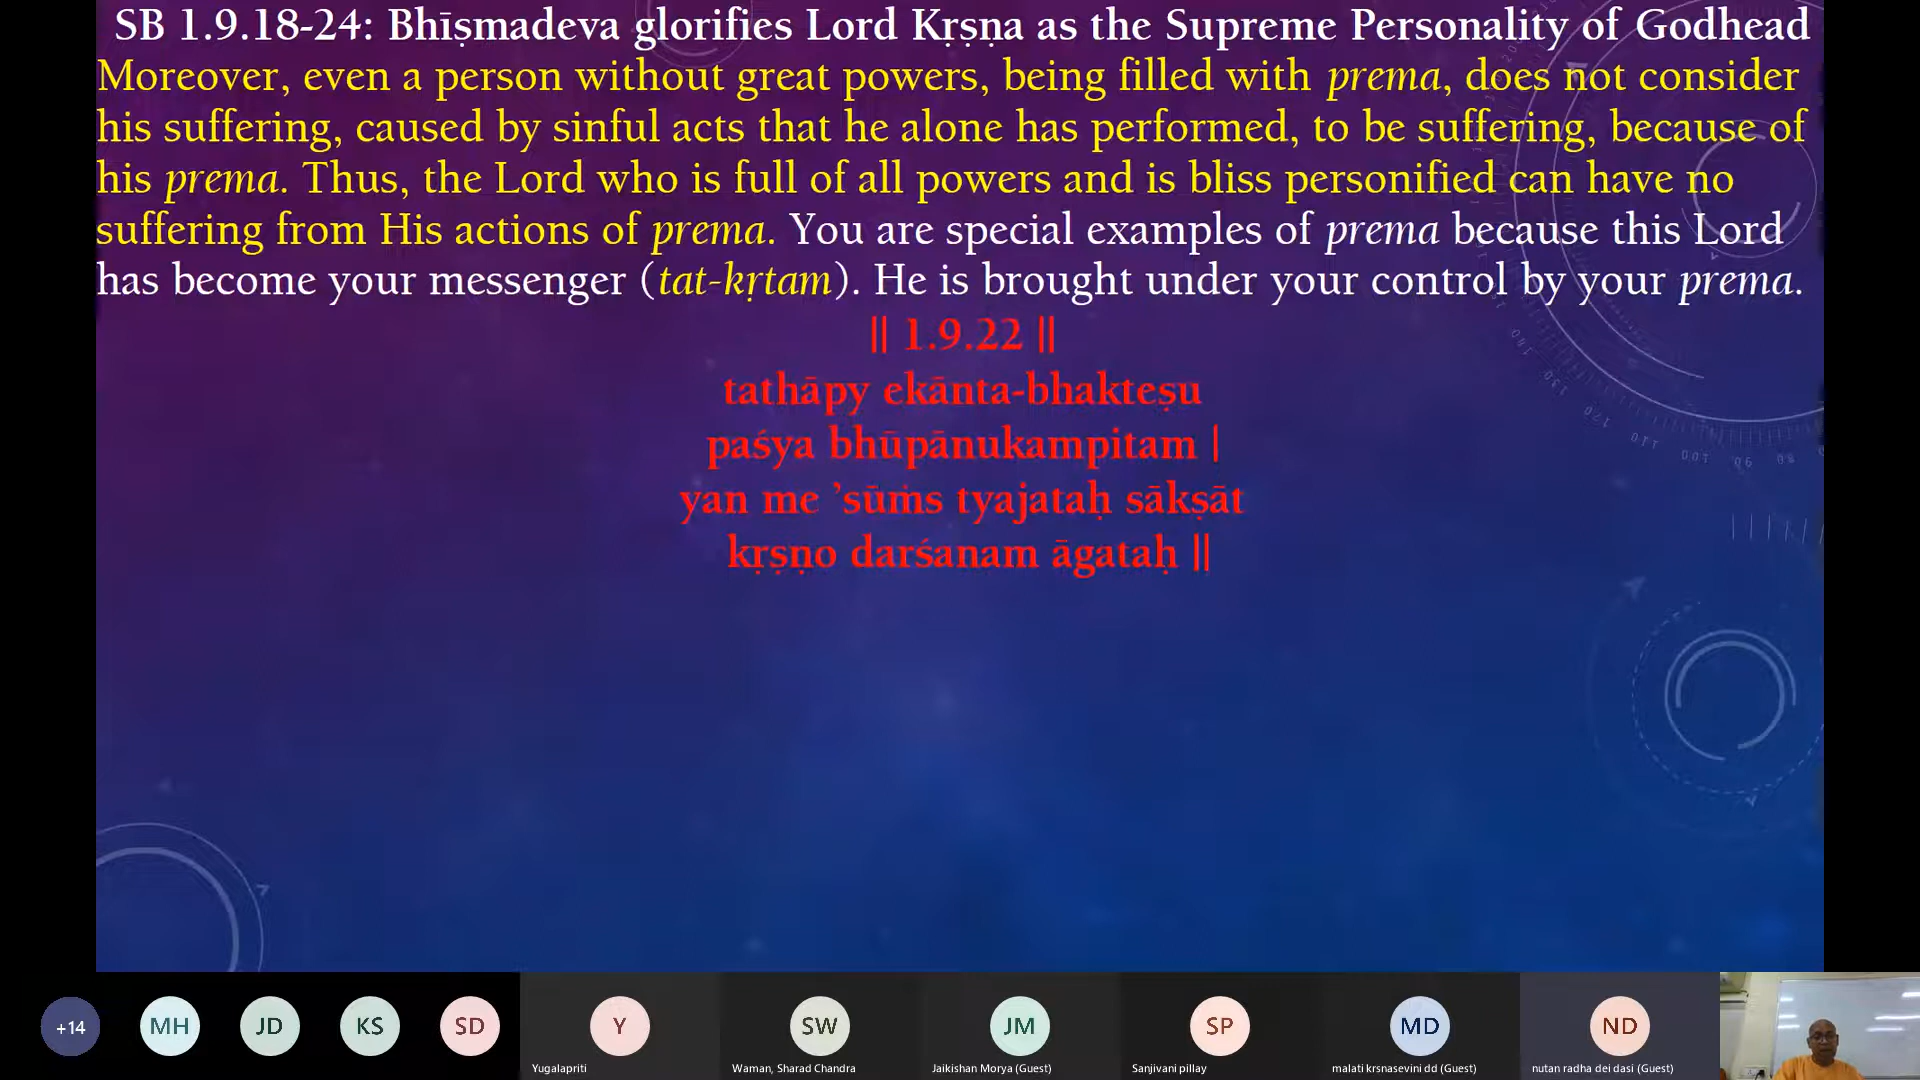 SB 1.9.18-24: Bhīṣmadeva glorifies Lord Kṛṣṇa as the Supreme Personality of Godhead
Moreover, even a person without great powers, being filled with prema, does not consider
his suffering, caused by sinful acts that he alone has performed, to be suffering, because of
his prema. Thus, the Lord who is full of all powers and is bliss personified can have no
suffering from His actions of prema. You are special examples of prema because this Lord
has become your messenger (tat-kṛtam). He is brought under your control by your prema.
|| 1.9.22 ||
tathāpy ekānta-bhakteṣu
paśya bhūpānukampitam |
yan me ’sūṁs tyajataḥ sākṣāt
kṛṣṇo darśanam āgataḥ ||
+14 MH JD KS SD Y SW JM SP MD ND
Yugalapriti Waman, Sharad Chandra Jaikishan Morya (Guest) Sanjivani pillay malati krsnasevini dd (Guest) nutan radha dei dasi (Guest)